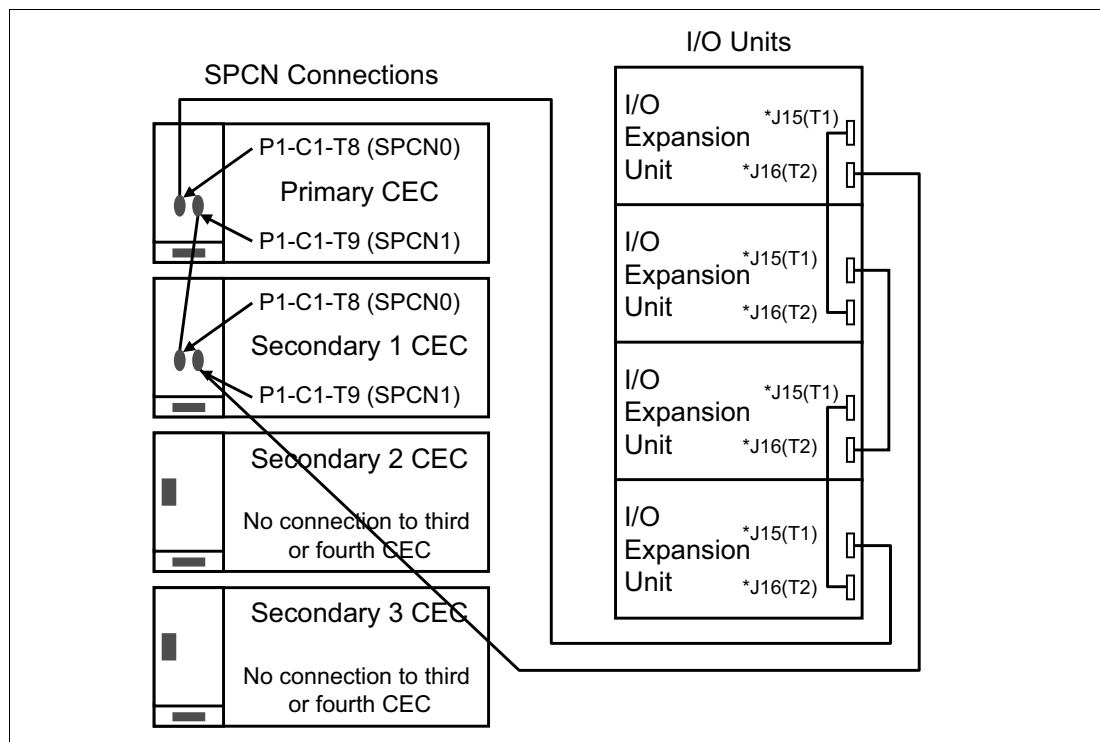 I/O Units
SPCN Connections
P1-C1-T8 (SPCN0)
Primary CEC
P1-C1-T9 (SPCN1)
P1-C1-T8 (SPCN0)
Secondary 1 CEC
P1-C1-T9 (SPCN1)
Secondary 2 CEC
No connection to third
or fourth CEC
Secondary 3 CEC
No connection to third
or fourth CEC
I/O
Expansion
Unit
*J15(T1)
*J16(T2)
I/O
Expansion
Unit
*J15(T1)
*J16(T2)
I/O
Expansion
Unit
*J15(T1)
*J16(T2)
I/O
Expansion
Unit
*J15(T1)
*J16(T2)